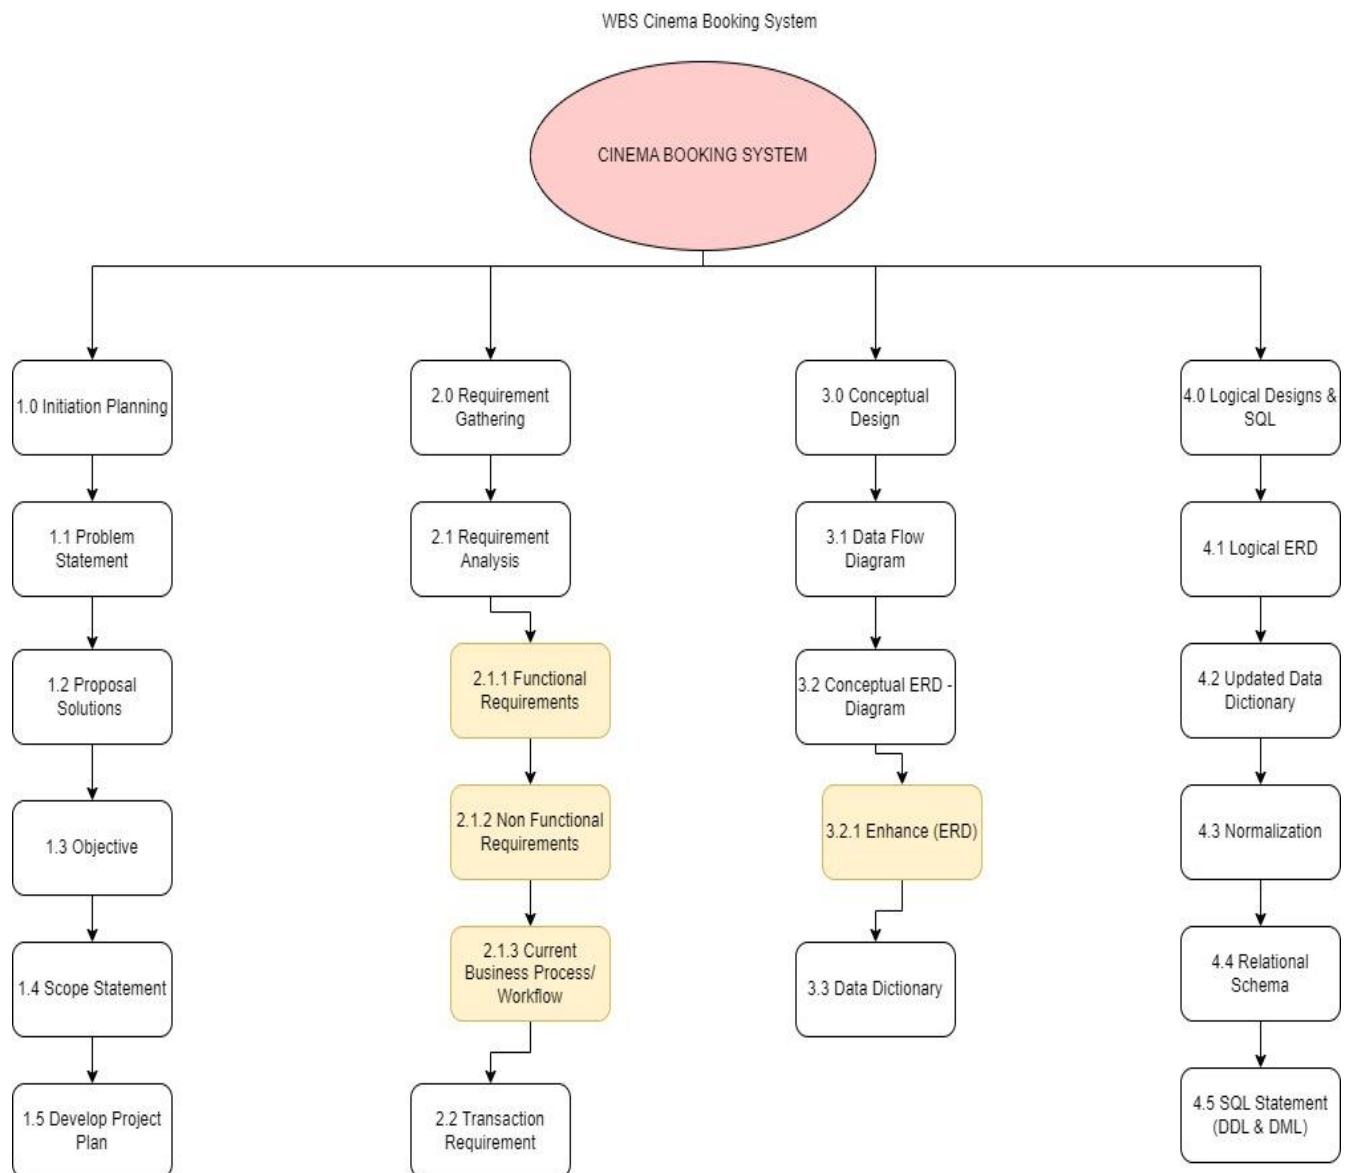 WBS Cinema Booking System
CINEMA BOOKING SYSTEM
1.0 Initiation Planning
1.1 Problem
Statement
1.2 Proposal
Solutions
1.3 Objective
1.4 Scope Statement
1.5 Develop Project
Plan
2.0 Requirement
Gathering
2.1 Requirement
Analysis
2.1.1 Functional
Requirements
2.1.2 Non Functional
Requirements
2.1.3 Current
Business Process/
Workflow
2.2 Transaction
Requirement
3.0 Conceptual
Design
3.1 Data Flow
Diagram
3.2 Conceptual ERD -
Diagram
3.2.1 Enhance (ERD)
3.3 Data Dictionary
4.0 Logical Designs &
SQL
4.1 Logical ERD
4.2 Updated Data
Dictionary
4.3 Normalization
4.4 Relational
Schema
4.5 SQL Statement
(DDL & DML)